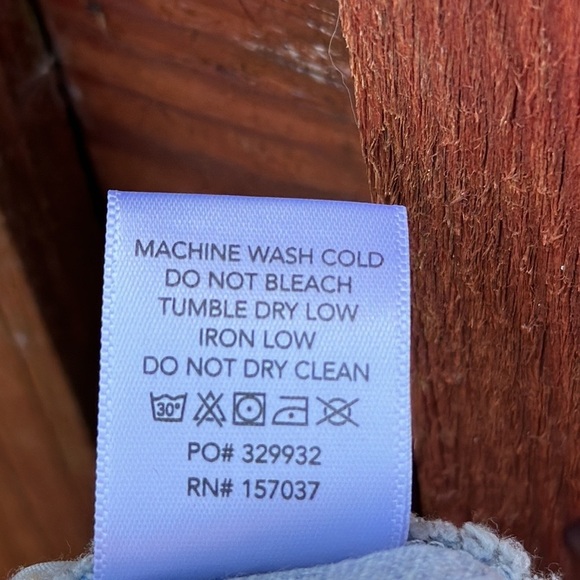 MACHINE WASH COLD
DO NOT BLEACH
TUMBLE DRY LOW
IRON LOW
DO NOT DRY CLEAN
30°
PO# 329932
RN# 157037